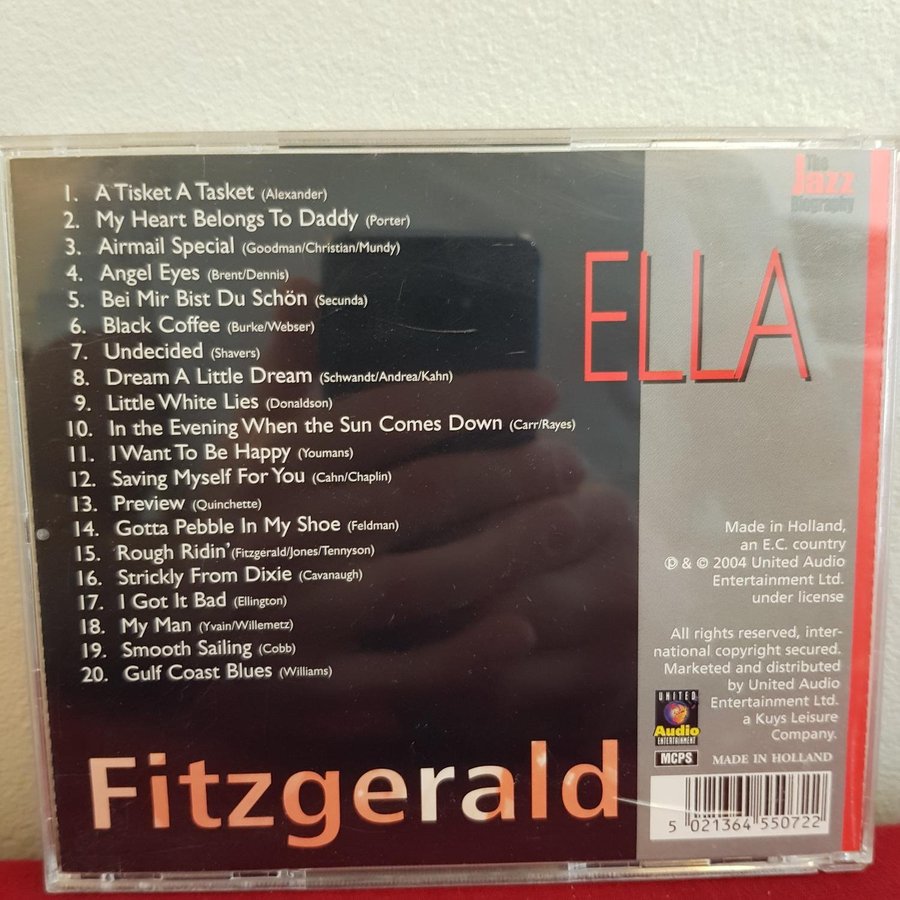 The Jazz Biography
1. A Tisket A Tasket (Alexander)
2. My Heart Belongs To Daddy (Porter)
3. Airmail Special (Goodman/Christian/Mundy)
4. Angel Eyes (Brent/Dennis)
5. Bei Mir Bist Du Schön (Secunda)
6. Black Coffee (Burke/Webser)
7. Undecided (Shavers)
8. Dream A Little Dream (Schwandt/Andrea/Kahn)
9. Little White Lies (Donaldson)
10. In the Evening When the Sun Comes Down (Carr/Rayes)
11. I Want To Be Happy (Youmans)
12. Saving Myself For You (Cahn/Chaplin)
13. Preview (Quinchette)
14. Gotta Pebble In My Shoe (Feldman)
15. 'Rough Ridin' (Fitzgerald/Jones/Tennyson)
16. Strickly From Dixie (Cavanaugh)
17. I Got It Bad (Ellington)
18. My Man (Yvain/Willemetz)
19. Smooth Sailing (Cobb)
20. Gulf Coast Blues (Williams)
ELLA
Fitzgerald
Made in Holland,
an E.C. country
℗ & © 2004 United Audio
Entertainment Ltd.
under license
All rights reserved, inter-
national copyright secured.
Marketed and distributed
by United Audio
Entertainment Ltd.
a Kuys Leisure
Company.
UNITED
Audio
ENTERTAINMENT
MCPS
MADE IN HOLLAND
5 021364 550722